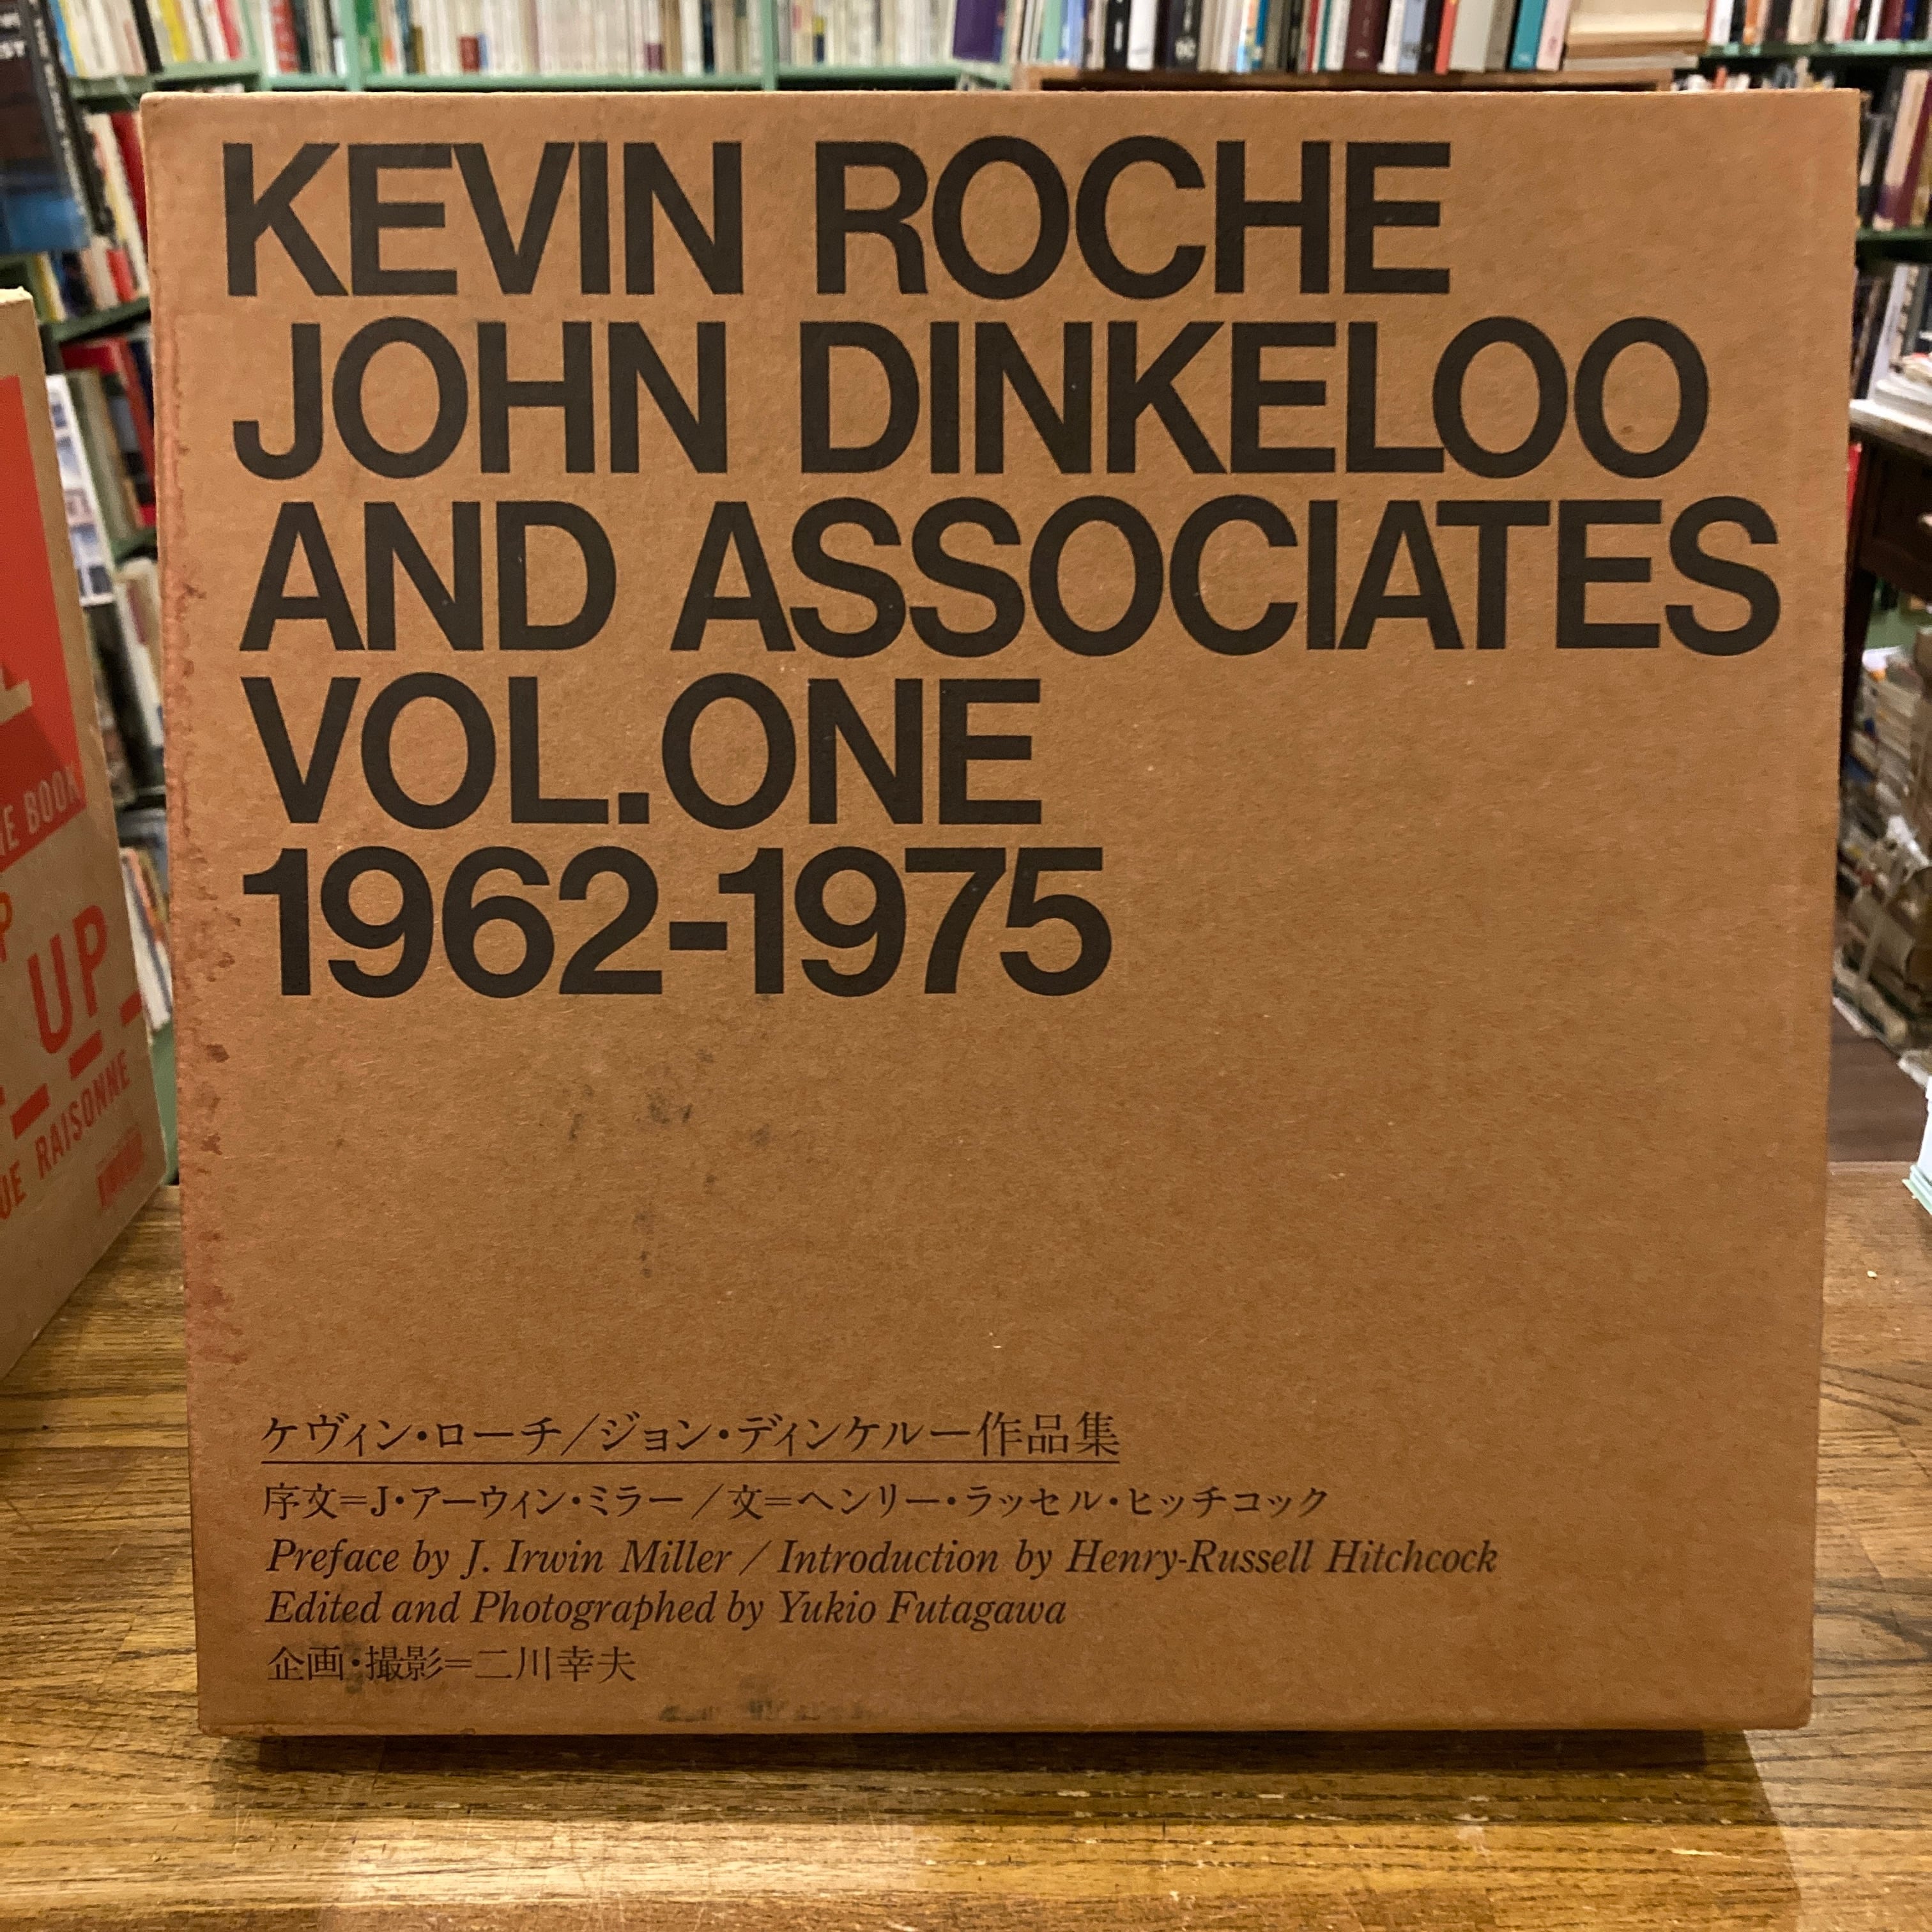 KEVIN ROCHE
JOHN DINKELOO
AND ASSOCIATES
VOL.ONE
1962-1975
ケヴィン・ローチ/ジョン・ディンケルー作品集
序文=J・アーウィン・ミラー/文=ヘンリー・ラッセル・ヒッチコック
Preface by J. Irwin Miller / Introduction by Henry-Russell Hitchcock
Edited and Photographed by Yukio Futagawa
企画・撮影=二川幸夫
BOOK
UP
RAISONNE